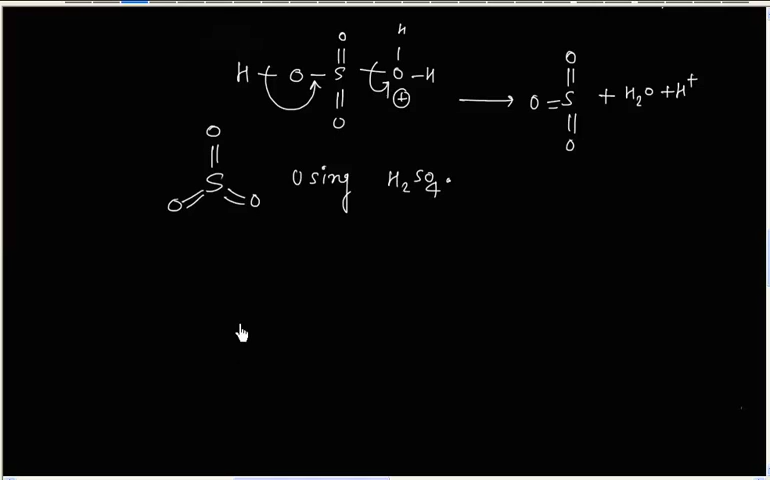 O H
H - O - S - O - H ⊕ ⟶ O = S + H₂O + H⁺
O O O
O
S Using H₂SO₄.
O O